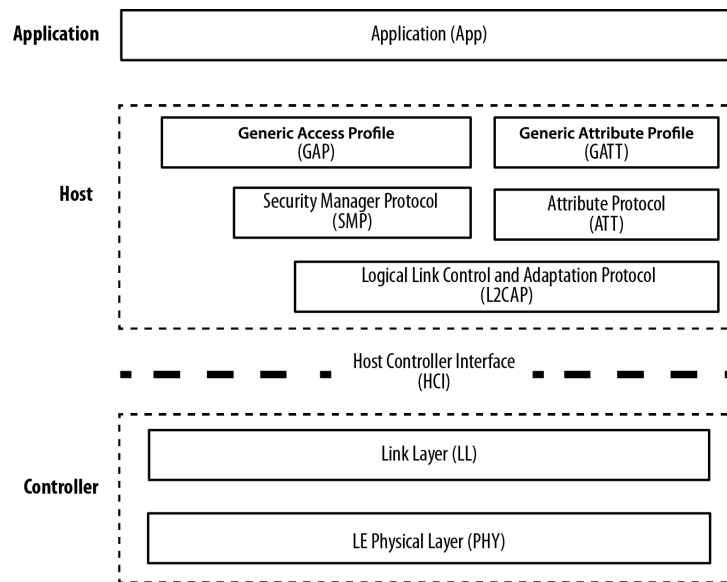 Application
Application (App)
Generic Access Profile
(GAP)
Generic Attribute Profile
(GATT)
Host
Security Manager Protocol
(SMP)
Attribute Protocol
(ATT)
Logical Link Control and Adaptation Protocol
(L2CAP)
Host Controller Interface
(HCI)
Link Layer (LL)
Controller
LE Physical Layer (PHY)